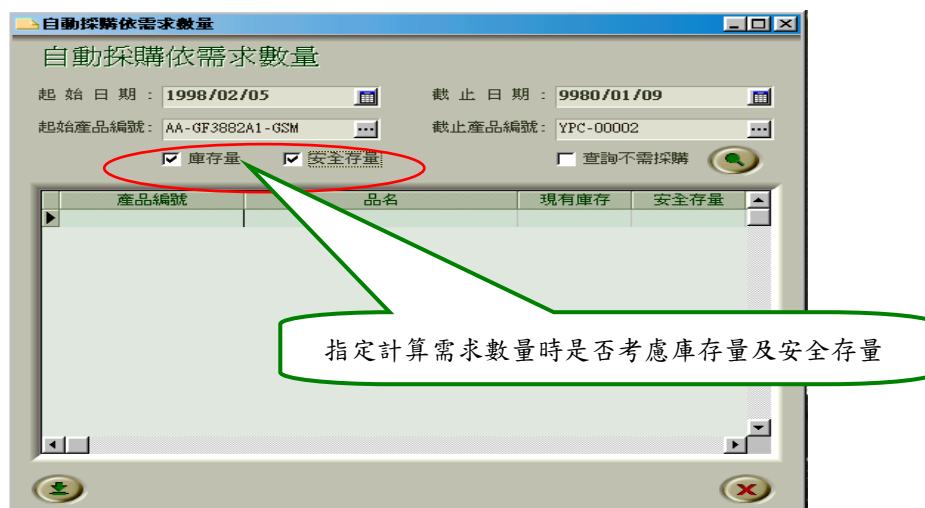 自動採購依需求數量
自動採購依需求數量
起始日期：1998/02/05 截止日期：9980/01/09
起始產品編號：AA-GF3882A1-GSM 截止產品編號：YPC-00002
庫存量 安全存量 查詢不需採購
產品編號 品名 現有庫存 安全存量
指定計算需求數量時是否考慮庫存量及安全存量